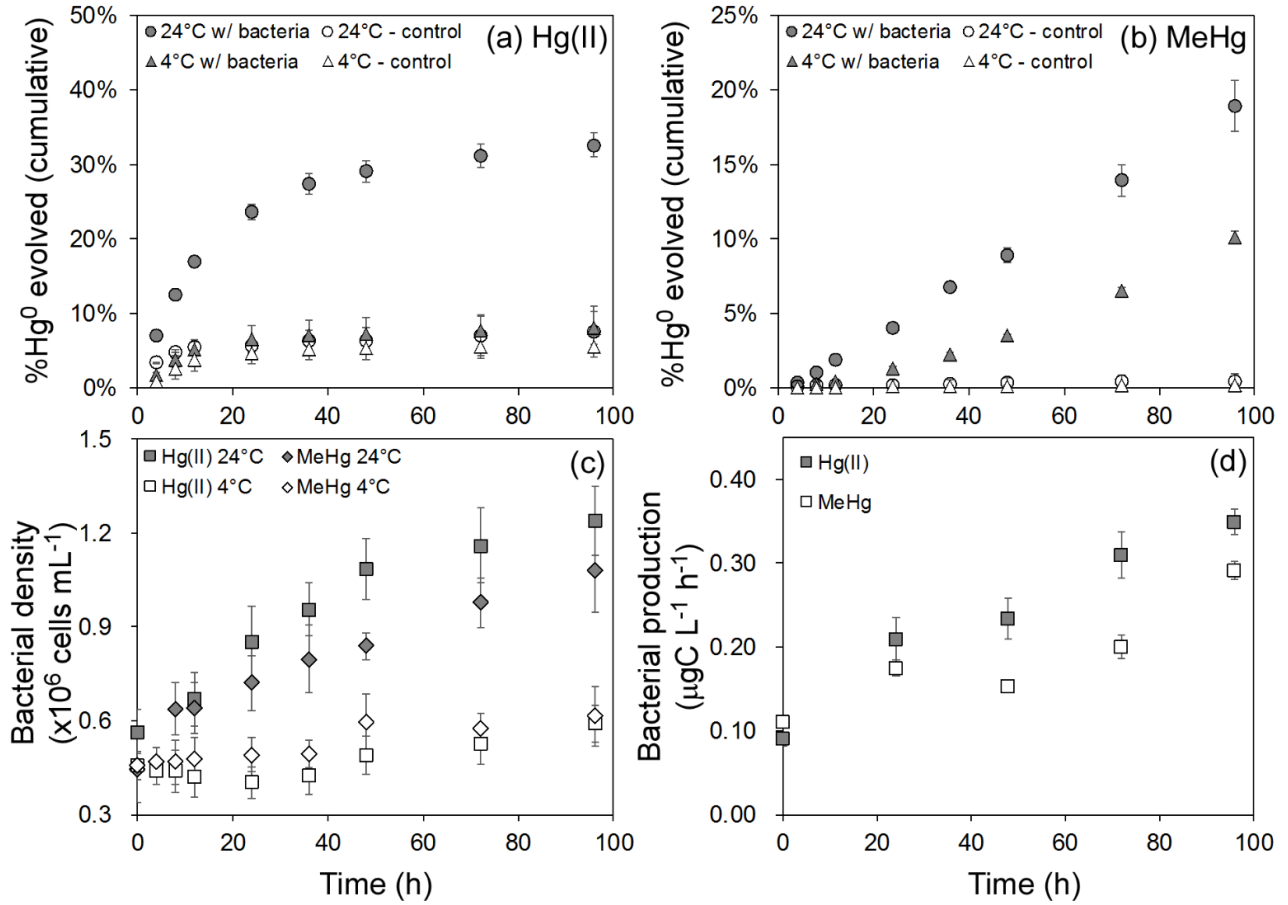 24°C w/ bacteria 24°C - control (a) Hg(II)
4°C w/ bacteria 4°C - control
50%
40%
30%
20%
10%
0%
%Hg⁰ evolved (cumulative)
0 20 40 60 80 100
24°C w/ bacteria 24°C - control (b) MeHg
4°C w/ bacteria 4°C - control
25%
20%
15%
10%
5%
0%
%Hg⁰ evolved (cumulative)
0 20 40 60 80 100
Hg(II) 24°C MeHg 24°C (c)
Hg(II) 4°C MeHg 4°C
1.5
1.2
0.9
0.6
0.3
Bacterial density
(x10⁶ cells mL⁻¹)
0 20 40 60 80 100
Time (h)
Hg(II) (d)
MeHg
0.40
0.30
0.20
0.10
0.00
Bacterial production
(µgC L⁻¹ h⁻¹)
0 20 40 60 80 100
Time (h)